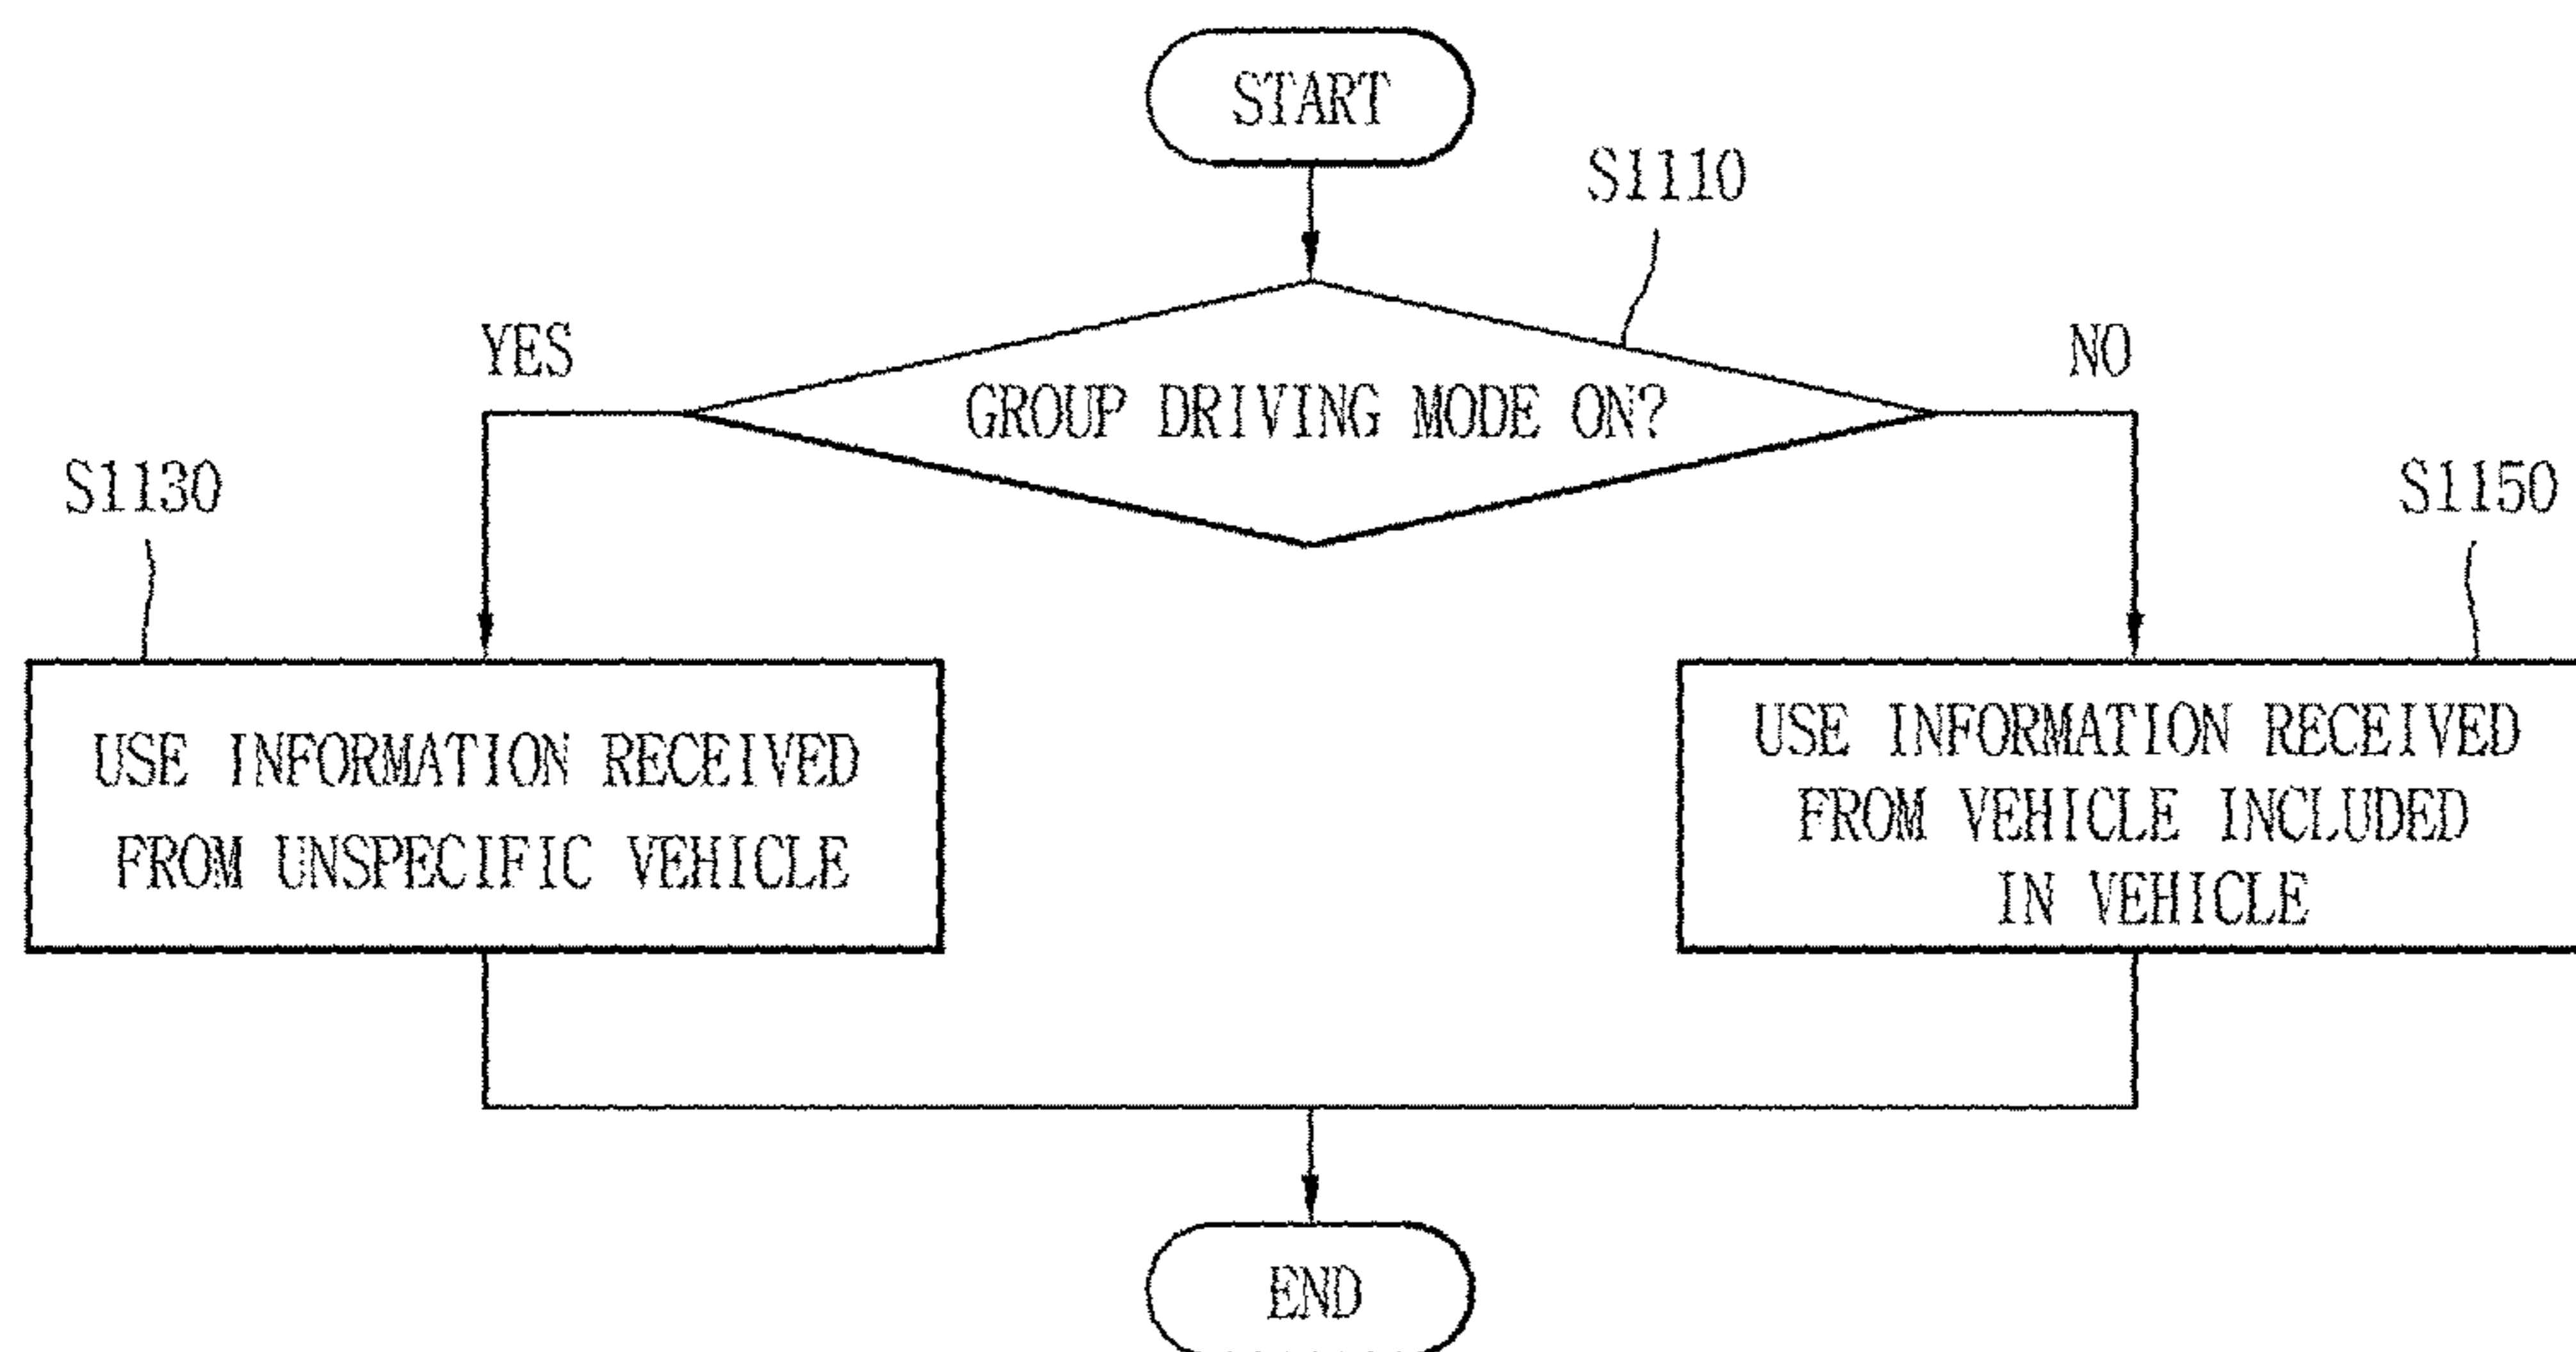 START
S1110
YES
NO
GROUP DRIVING MODE ON?
S1130
S1150
USE INFORMATION RECEIVED
FROM UNSPECIFIC VEHICLE
USE INFORMATION RECEIVED
FROM VEHICLE INCLUDED
IN VEHICLE
END